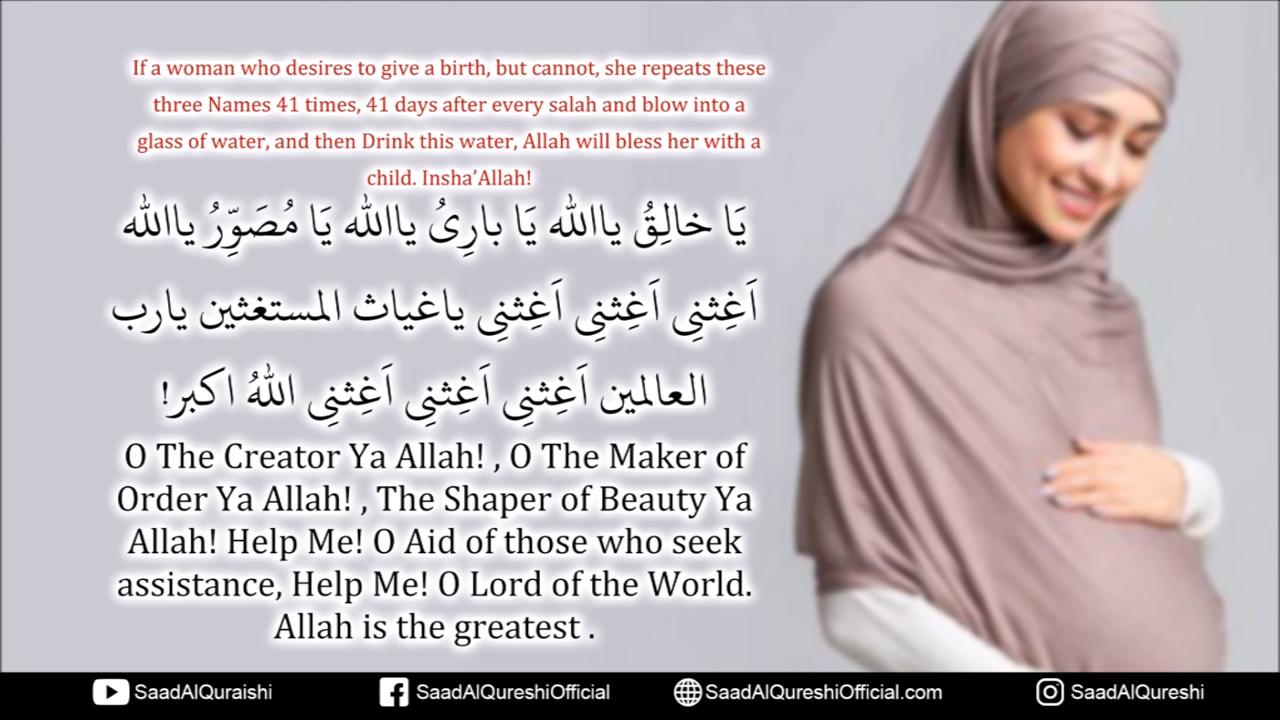 If a woman who desires to give a birth, but cannot, she repeats these
three Names 41 times, 41 days after every salah and blow into a
glass of water, and then Drink this water, Allah will bless her with a
child. Insha’Allah!
يَا خالِقُ ياالله يَا بارِىُ ياالله يَا مُصَوِّرُ ياالله
اَغِثنِى اَغِثنِى اَغِثنِى ياغياث المستغثين يارب
العالمين اَغِثنِى اَغِثنِى اَغِثنِى اللهُ اكبر!
O The Creator Ya Allah! , O The Maker of
Order Ya Allah! , The Shaper of Beauty Ya
Allah! Help Me! O Aid of those who seek
assistance, Help Me! O Lord of the World.
Allah is the greatest .
SaadAlQuraishi SaadAlQureshiOfficial SaadAlQureshiOfficial.com SaadAlQureshi